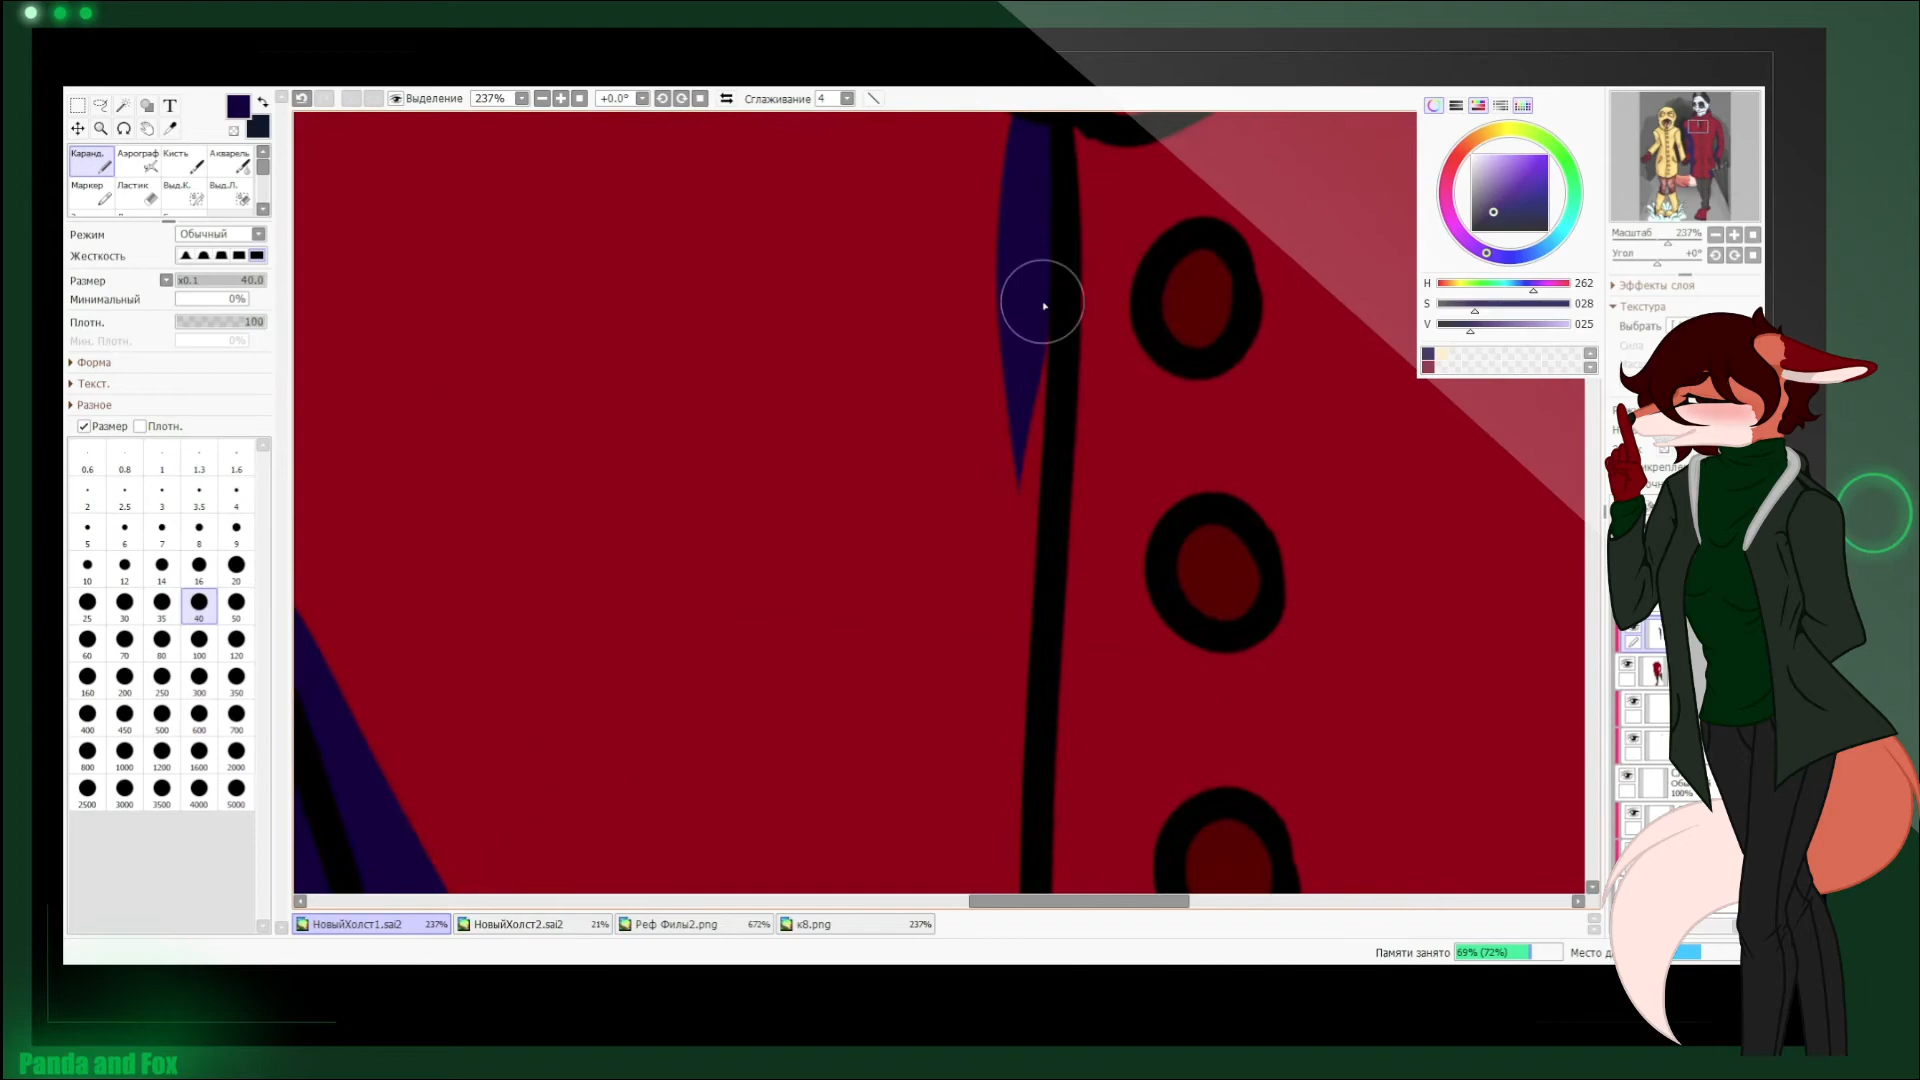 Выделение 237% +0.0° Сглаживание 4
T
Каранд. Аэрограф Кисть Акварель
Маркер Ластик Выд.К. Выд.Л.
Режим Обычный
Жесткость
Размер x0.1 40.0
Минимальный 0%
Плотн. 100
Мин. Плотн. 0%
Форма
Текст.
Разное
Размер Плотн.
0.6 0.8 1 1.3 1.6
2 2.5 3 3.5 4
5 6 7 8 9
10 12 14 16 20
25 30 35 40 50
60 70 80 100 120
160 200 250 300 350
400 450 500 600 700
800 1000 1200 1600 2000
2500 3000 3500 4000 5000
H 262
S 028
V 025
Масштаб 237%
Угол +0°
Эффекты слоя
Текстура
Выбрать
Сила
100%
НовыйХолст1.sai2 237%
НовыйХолст2.sai2 21%
Реф Филы2.png 672%
к8.png 237%
Памяти занято 69% (72%) Место
Panda and Fox